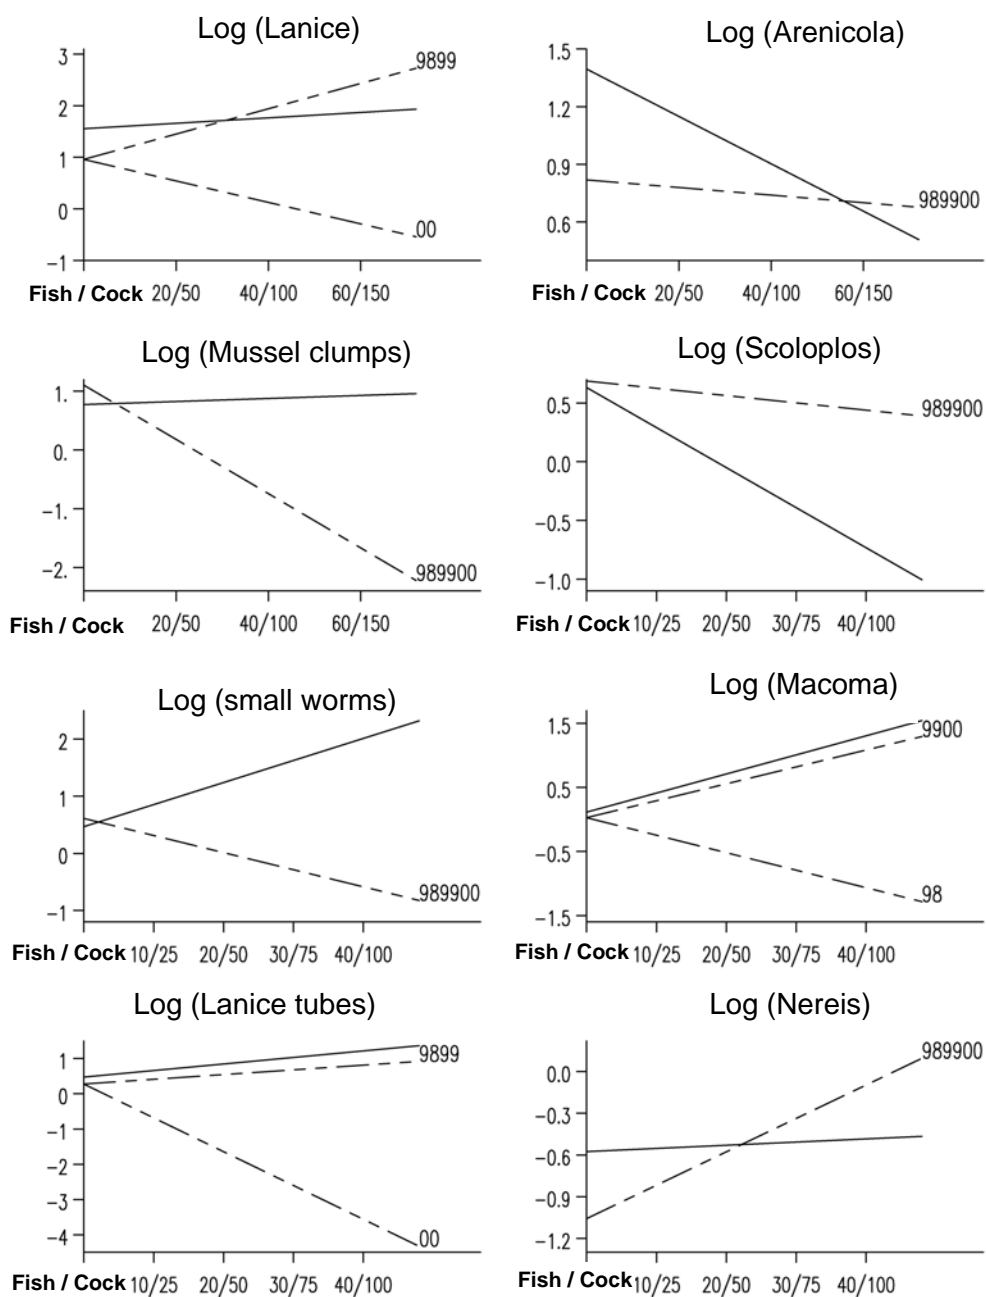 Log (Lanice)
3
2
1
0
−1
9899
00
Fish / Cock 20/50 40/100 60/150
Log (Arenicola)
1.5
1.2
0.9
0.6
989900
Fish / Cock 20/50 40/100 60/150
Log (Mussel clumps)
1.
0.
−1.
−2.
989900
Fish / Cock 20/50 40/100 60/150
Log (Scoloplos)
0.5
0.0
−0.5
−1.0
989900
Fish / Cock 10/25 20/50 30/75 40/100
Log (small worms)
2
1
0
−1
989900
Fish / Cock 10/25 20/50 30/75 40/100
Log (Macoma)
1.5
0.5
−0.5
−1.5
9900
98
Fish / Cock 10/25 20/50 30/75 40/100
Log (Lanice tubes)
1
0
−1
−2
−3
−4
9899
00
Fish / Cock 10/25 20/50 30/75 40/100
Log (Nereis)
0.0
−0.3
−0.6
−0.9
−1.2
989900
Fish / Cock 10/25 20/50 30/75 40/100